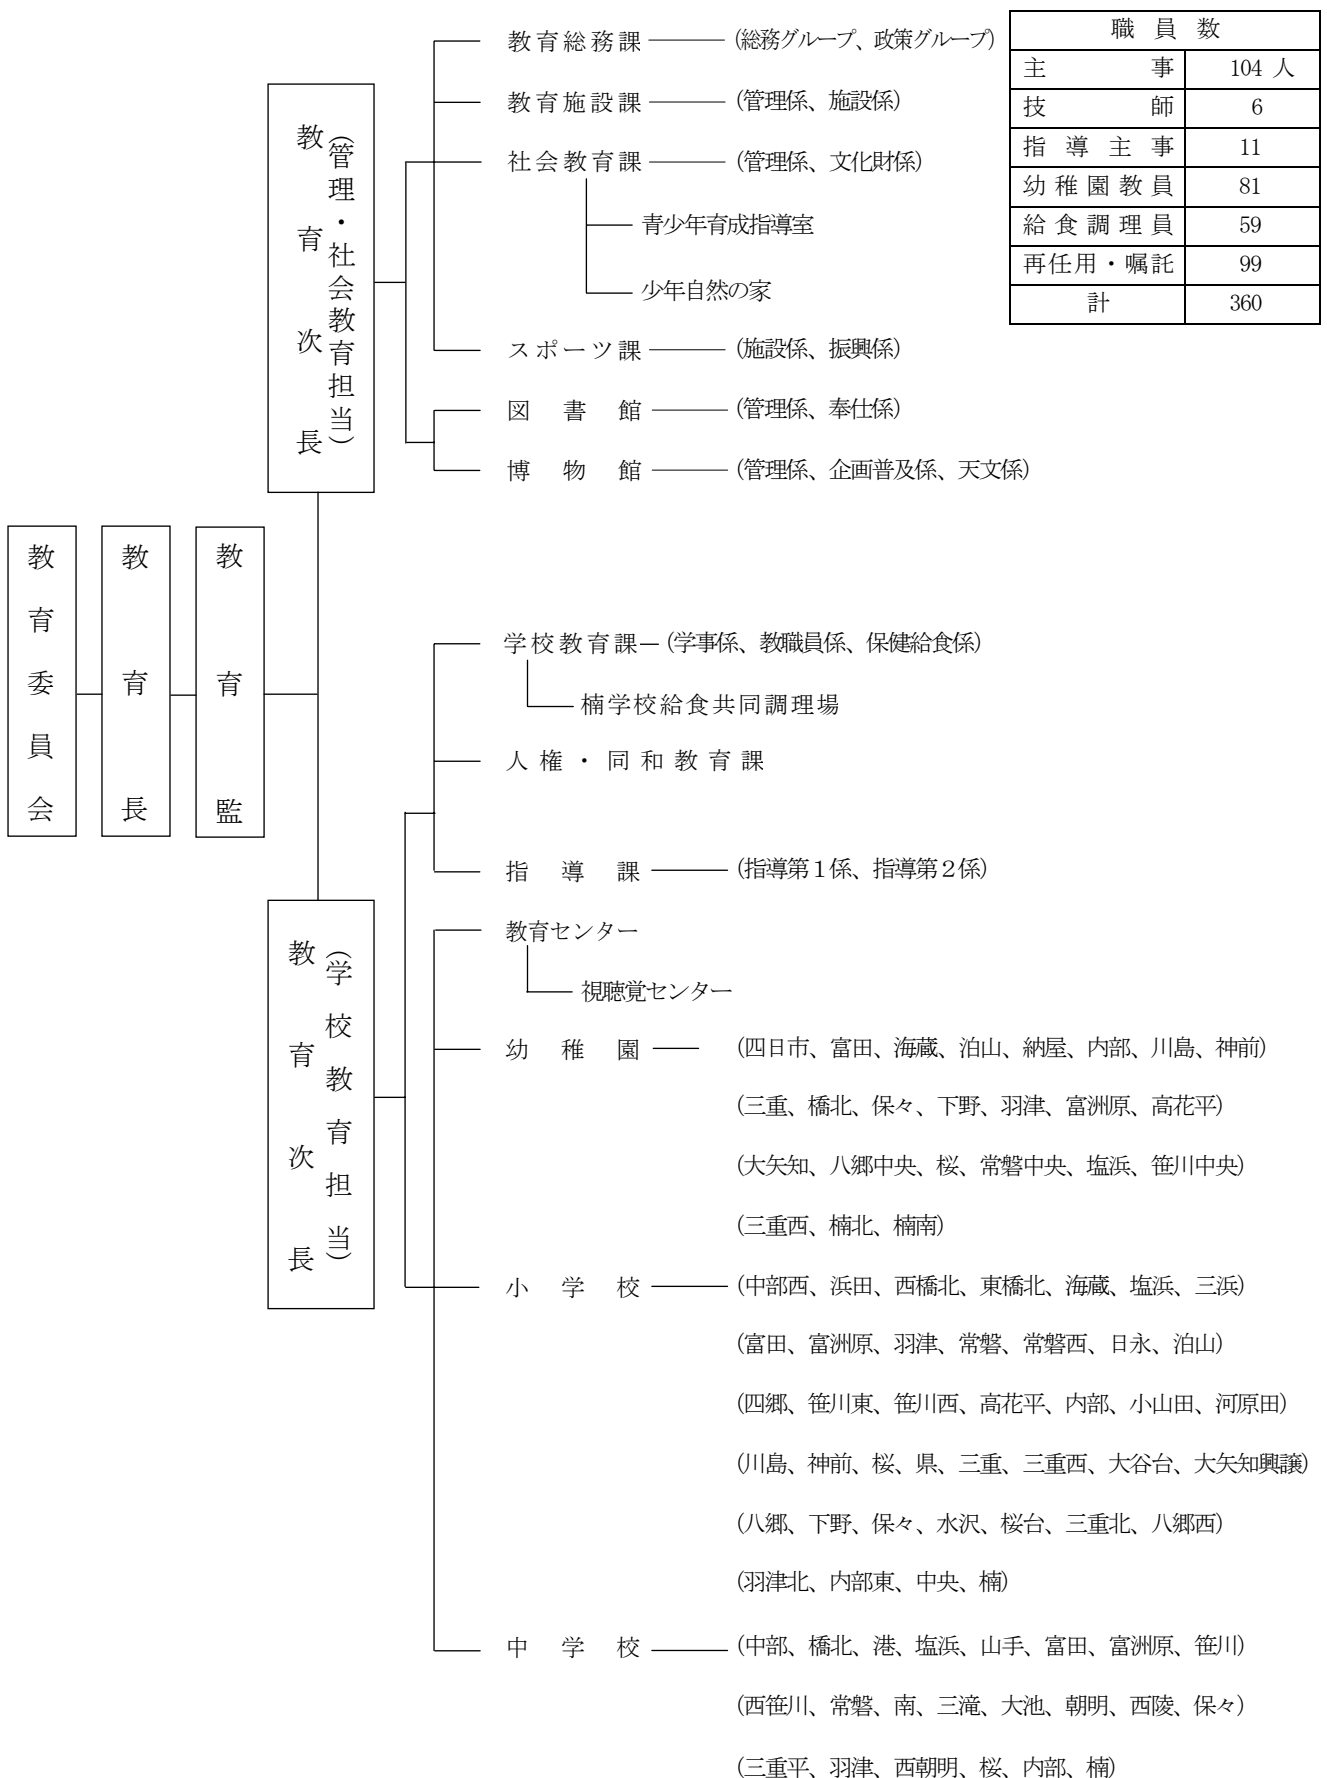 教育総務課 (総務グループ、政策グループ)
教育施設課 (管理係、施設係)
社会教育課 (管理係、文化財係)
青少年育成指導室
少年自然の家
スポーツ課 (施設係、振興係)
図書館 (管理係、奉仕係)
博物館 (管理係、企画普及係、天文係)
職員数
主事 104 人
技師 6
指導主事 11
幼稚園教員 81
給食調理員 59
再任用・嘱託 99
計 360
教育次長
(管理・社会教育担当)
教育委員会
教育長
教育監
学校教育課 (学事係、教職員係、保健給食係)
楠学校給食共同調理場
人権・同和教育課
指導課 (指導第１係、指導第２係)
教育次長
(学校教育担当)
教育センター
視聴覚センター
幼稚園 (四日市、富田、海蔵、泊山、納屋、内部、川島、神前)
(三重、橋北、保々、下野、羽津、富洲原、高花平)
(大矢知、八郷中央、桜、常磐中央、塩浜、笹川中央)
(三重西、楠北、楠南)
小学校 (中部西、浜田、西橋北、東橋北、海蔵、塩浜、三浜)
(富田、富洲原、羽津、常磐、常磐西、日永、泊山)
(四郷、笹川東、笹川西、高花平、内部、小山田、河原田)
(川島、神前、桜、県、三重、三重西、大谷台、大矢知興譲)
(八郷、下野、保々、水沢、桜台、三重北、八郷西)
(羽津北、内部東、中央、楠)
中学校 (中部、橋北、港、塩浜、山手、富田、富洲原、笹川)
(西笹川、常磐、南、三滝、大池、朝明、西陵、保々)
(三重平、羽津、西朝明、桜、内部、楠)